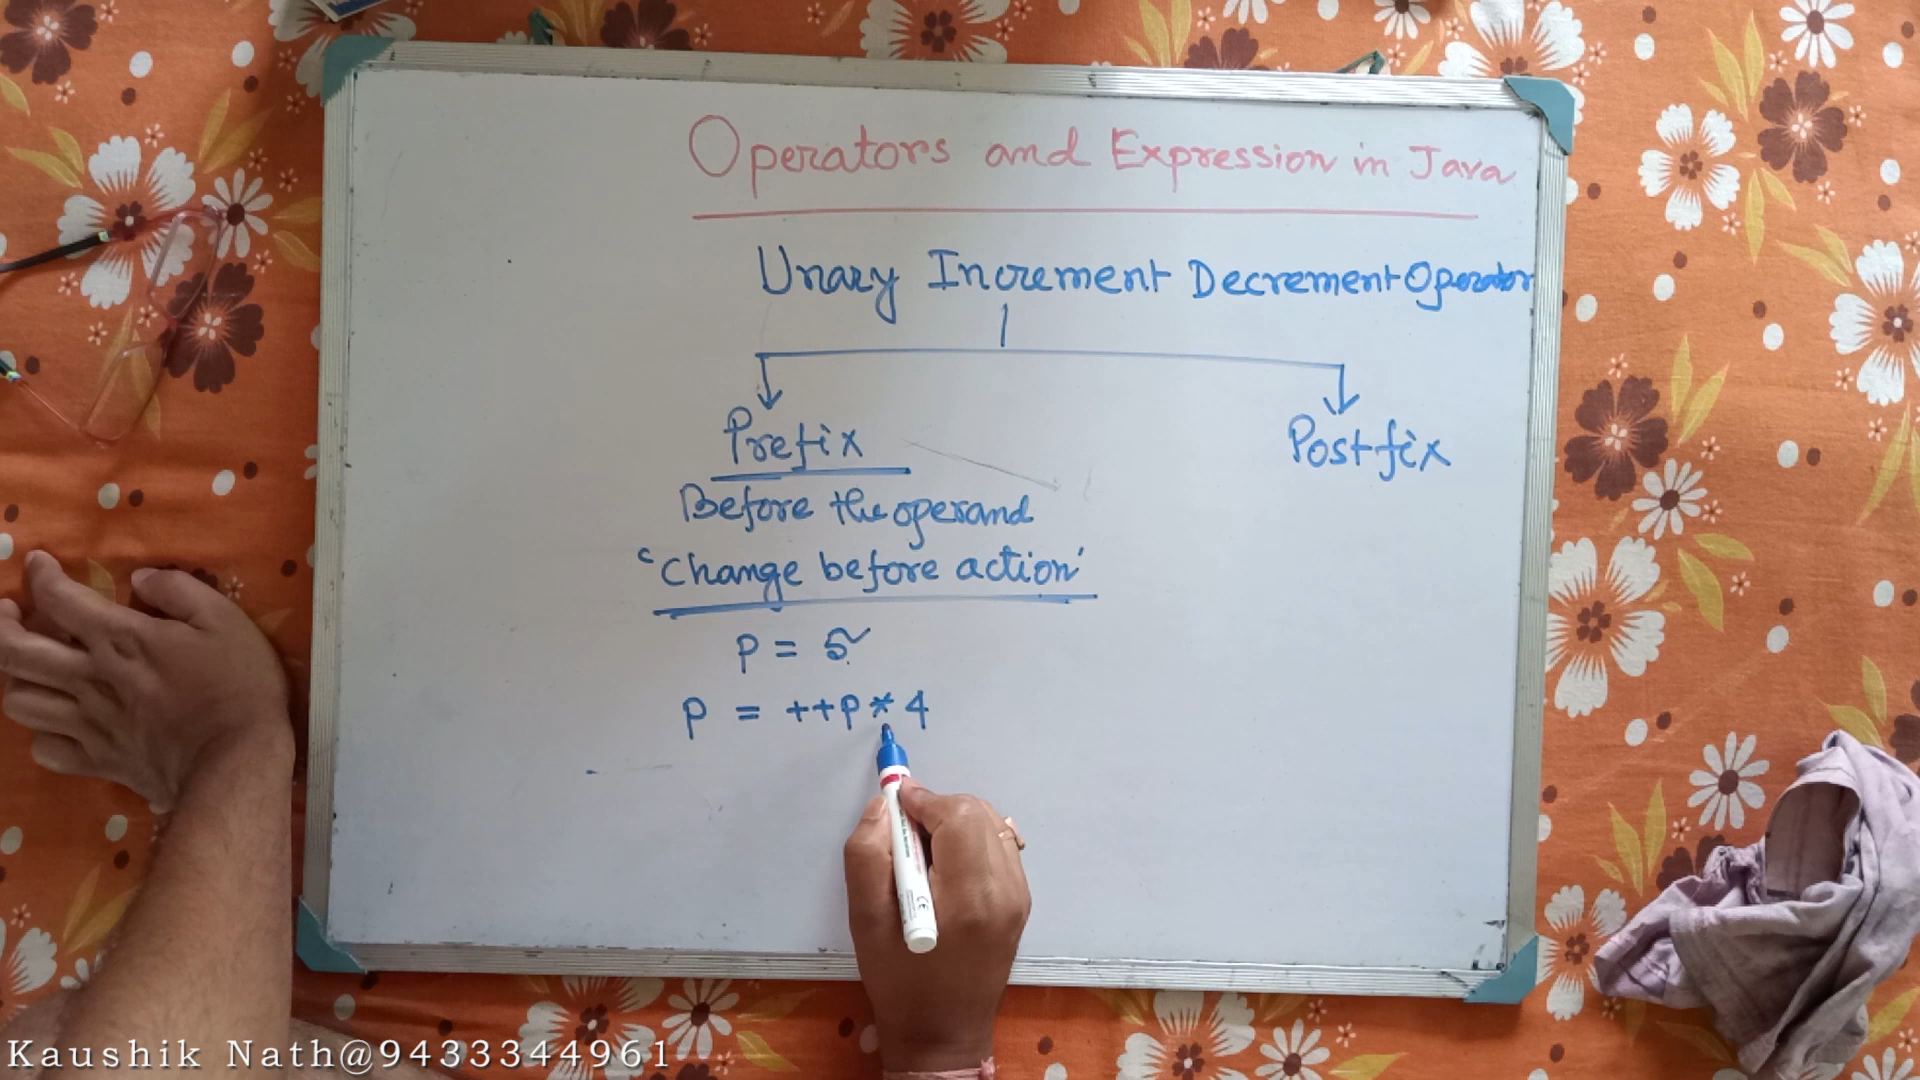 Operators and Expression in Java
Unary Increment Decrement Operator
Prefix
Postfix
Before the operand
'Change before action'
P = 5
P = ++P * 4
CE
Kaushik Nath@9433344961